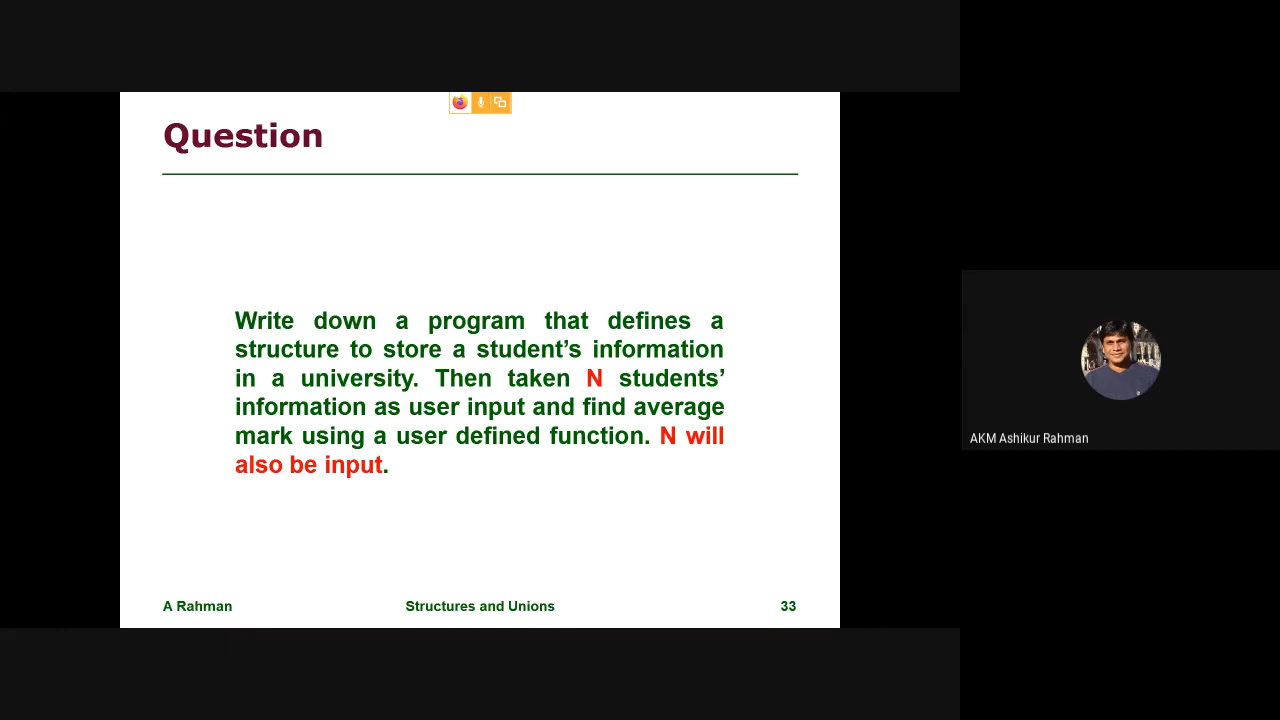 Question
Write down a program that defines a
structure to store a student’s information
in a university. Then taken N students’
information as user input and find average
mark using a user defined function. N will
also be input.
A Rahman Structures and Unions 33
AKM Ashikur Rahman